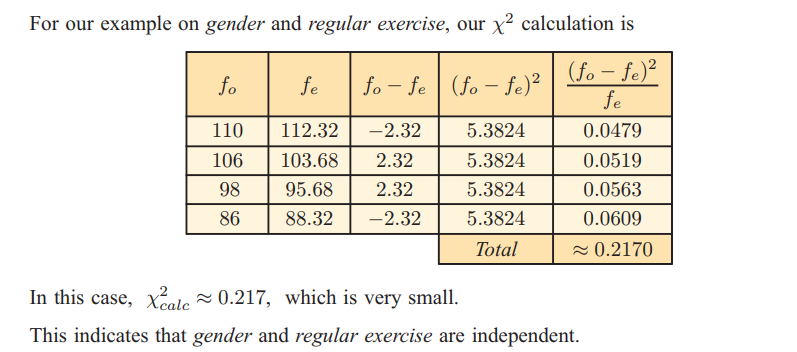 For our example on gender and regular exercise, our χ² calculation is
fₒ fₑ fₒ − fₑ (fₒ − fₑ)² (fₒ − fₑ)²/fₑ
110 112.32 −2.32 5.3824 0.0479
106 103.68 2.32 5.3824 0.0519
98 95.68 2.32 5.3824 0.0563
86 88.32 −2.32 5.3824 0.0609
Total ≈ 0.2170
In this case, χ²calc ≈ 0.217, which is very small.
This indicates that gender and regular exercise are independent.